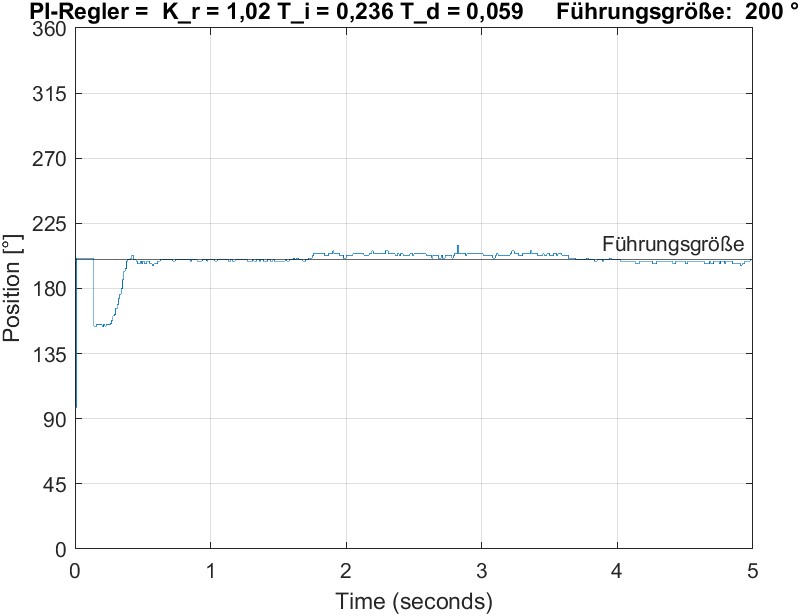 PI-Regler = K_r = 1,02 T_i = 0,236 T_d = 0,059 Führungsgröße: 200 °
360
315
270
225
Führungsgröße
180
135
90
45
0
Position [°]
0 1 2 3 4 5
Time (seconds)